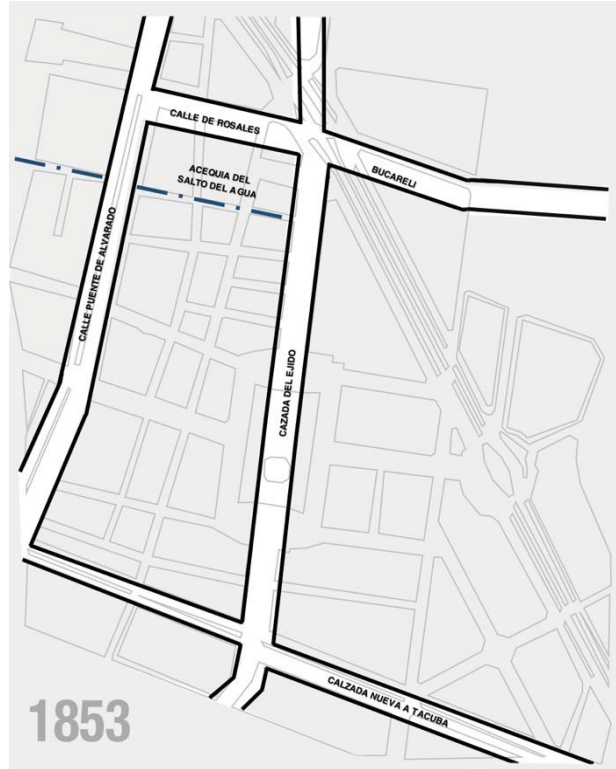 CALLE DE ROSALES
BUCARELI
ACEQUIA DEL
SALTO DEL AGUA
CALLE PUENTE DE ALVARADO
CAZADA DEL EJIDO
CALZADA NUEVA A TACUBA
1853